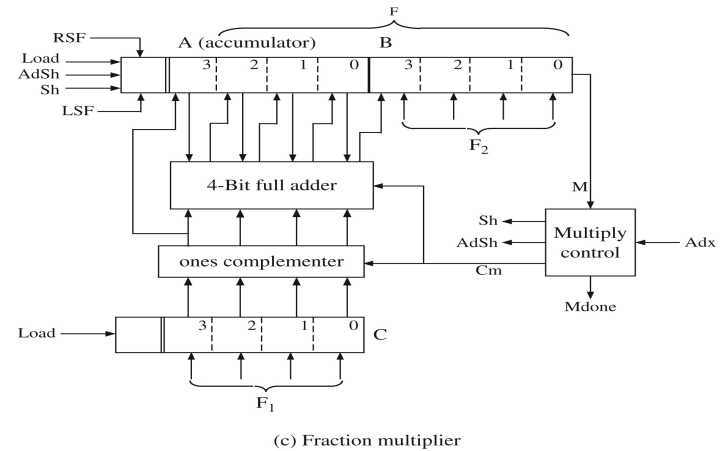 F
RSF
A (accumulator)
B
Load
AdSh
Sh
LSF
3 2 1 0 3 2 1 0
F2
4-Bit full adder
M
Sh
AdSh
Multiply control
Adx
ones complementer
Cm
Mdone
Load
3 2 1 0
C
F1
(c) Fraction multiplier